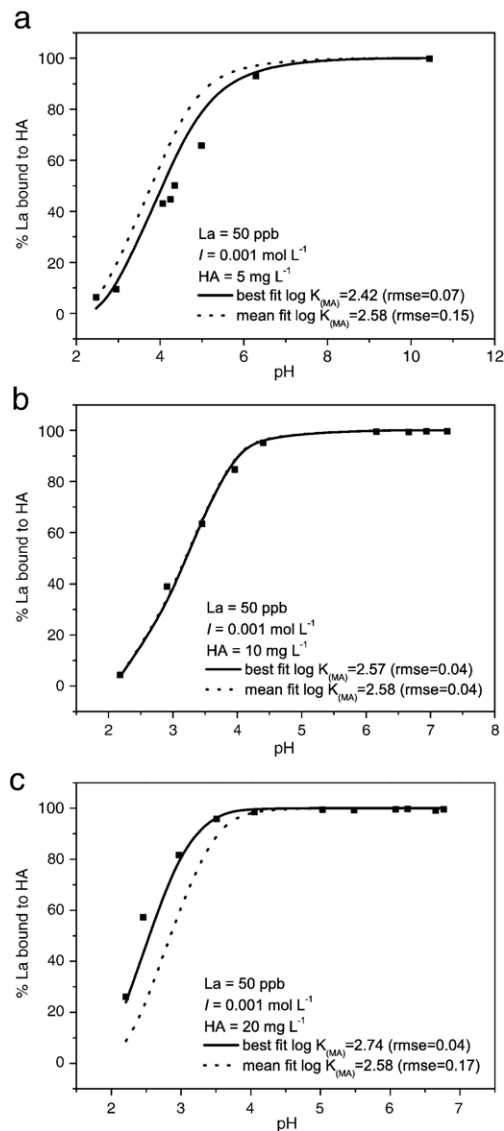 a
100
80
60
40
20
0
% La bound to HA
La = 50 ppb
I = 0.001 mol L⁻¹
HA = 5 mg L⁻¹
best fit log K(MA)=2.42 (rmse=0.07)
mean fit log K(MA)=2.58 (rmse=0.15)
2 4 6 8 10 12
pH
b
100
80
60
40
20
0
% La bound to HA
La = 50 ppb
I = 0.001 mol L⁻¹
HA = 10 mg L⁻¹
best fit log K(MA)=2.57 (rmse=0.04)
mean fit log K(MA)=2.58 (rmse=0.04)
1 2 3 4 5 6 7 8
pH
c
100
80
60
40
20
0
% La bound to HA
La = 50 ppb
I = 0.001 mol L⁻¹
HA = 20 mg L⁻¹
best fit log K(MA)=2.74 (rmse=0.04)
mean fit log K(MA)=2.58 (rmse=0.17)
2 3 4 5 6 7
pH